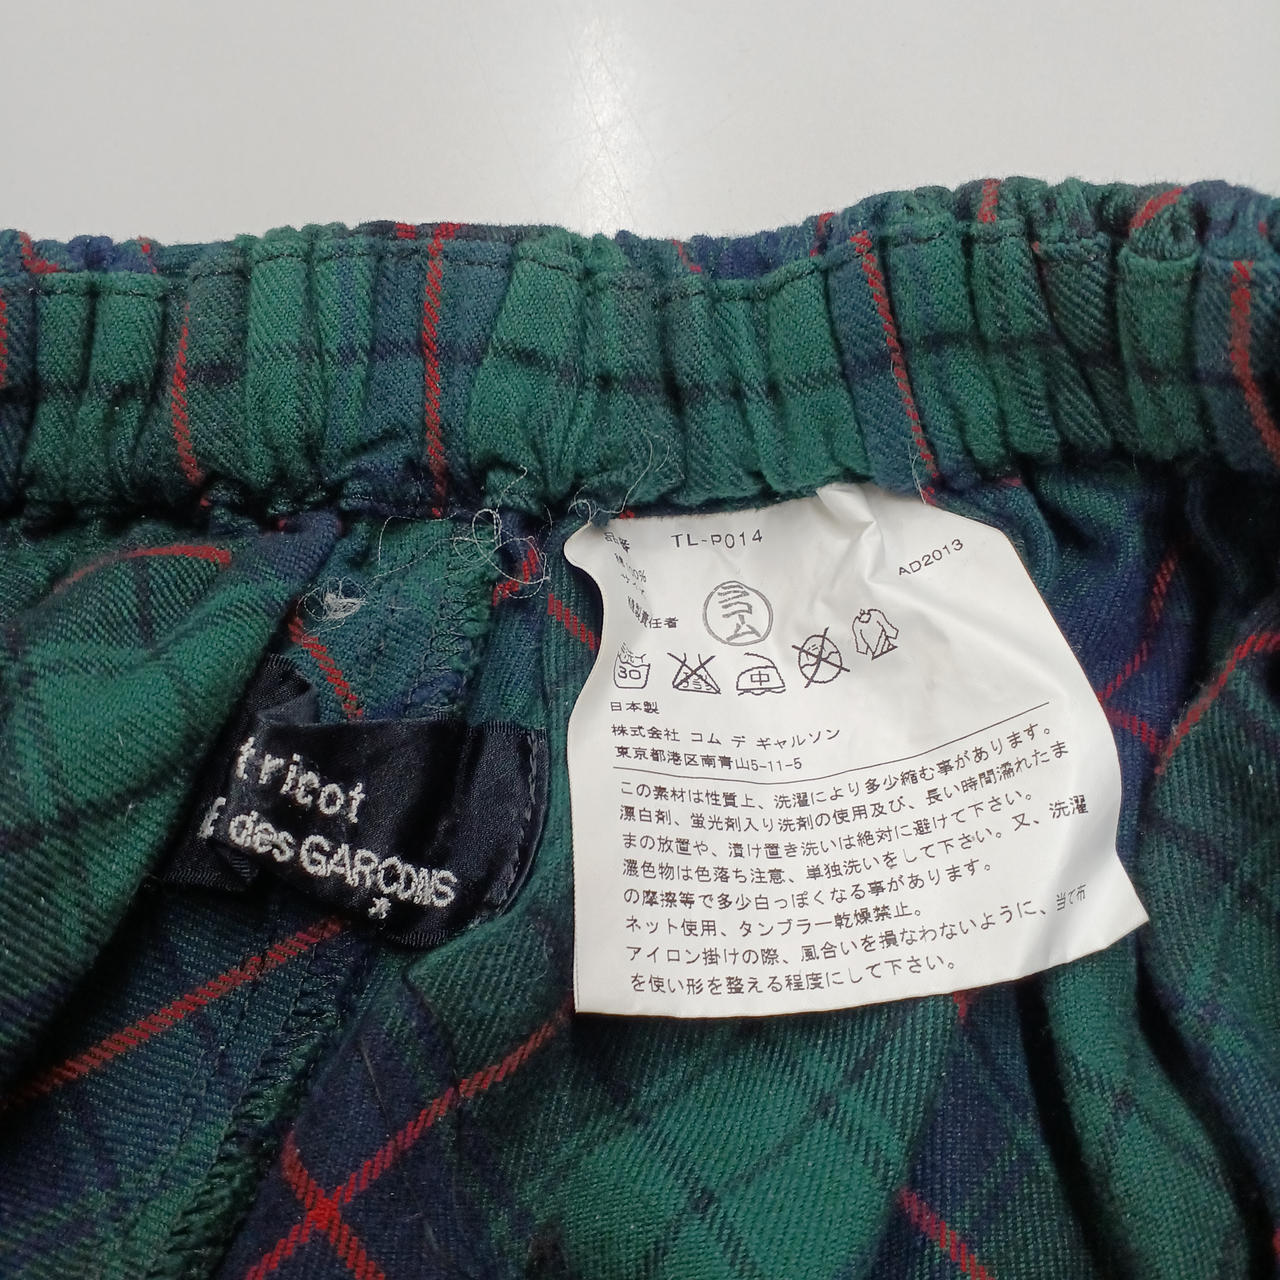 tricot
des GARÇONS
TL-P014
AD2013
責任者
ラコーム
30
中
日本製
株式会社 コム デ ギャルソン
東京都港区南青山5-11-5
この素材は性質上、洗濯により多少縮む事があります。
漂白剤、蛍光剤入り洗剤の使用及び、長い時間濡れたま
まの放置や、漬け置き洗いは絶対に避けて下さい。
濃色物は色落ち注意、単独洗いをして下さい。又、洗濯
の摩擦等で多少白っぽくなる事があります。
ネット使用、タンブラー乾燥禁止。
アイロン掛けの際、風合いを損なわないように、当て布
を使い形を整える程度にして下さい。